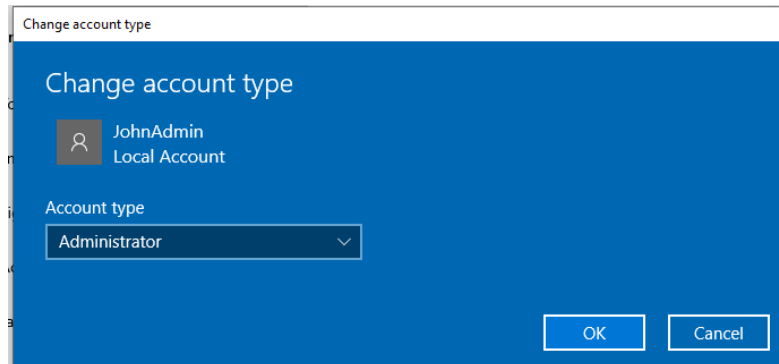 Change account type
Change account type
JohnAdmin
Local Account
Account type
Administrator
OK
Cancel